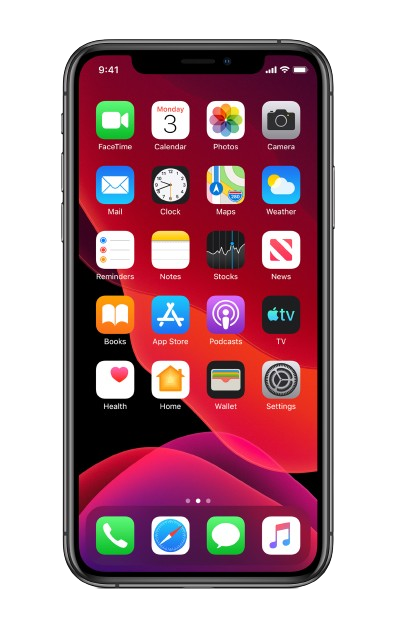 9:41
Monday
3
FaceTime Calendar Photos Camera
280
Mail Clock Maps Weather
Reminders Notes Stocks News
tv
Books App Store Podcasts TV
Health Home Wallet Settings